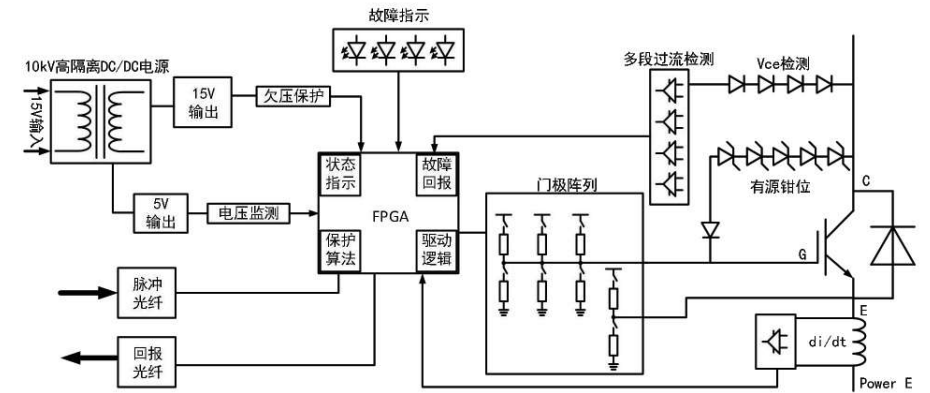 故障指示
10kV高隔离DC/DC电源
15V输入
15V
输出
欠压保护
5V
输出
电压监测
状态
指示
故障
回报
FPGA
保护
算法
驱动
逻辑
脉冲
光纤
回报
光纤
门极阵列
多段过流检测
Vce检测
有源钳位
C
G
E
di/dt
Power E